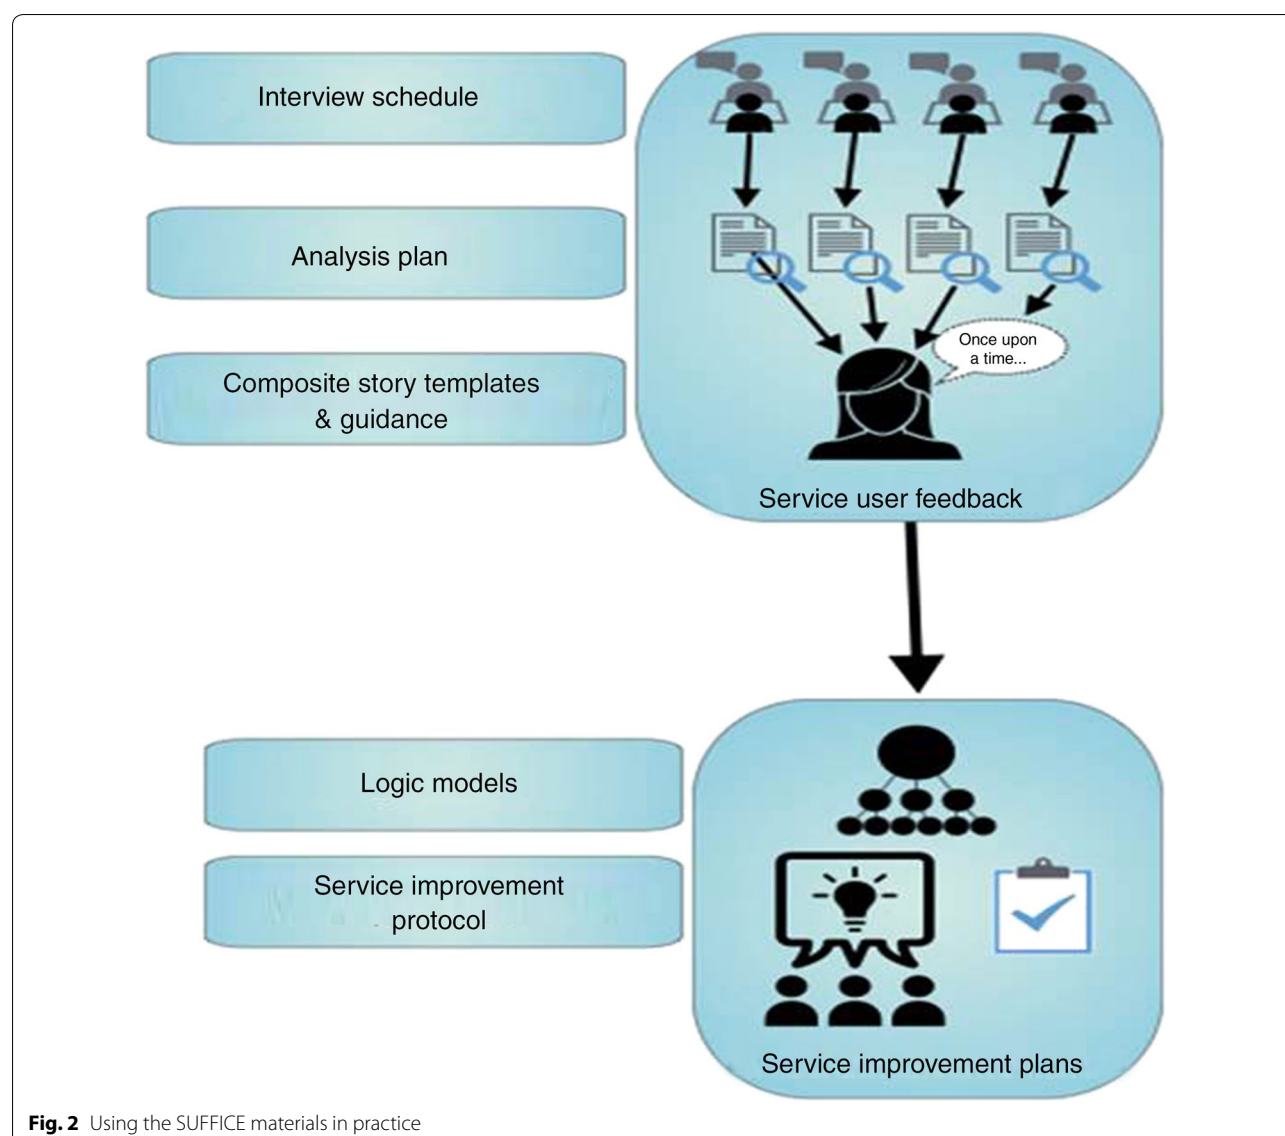 Interview schedule
Analysis plan
Composite story templates
& guidance
Once upon
a time...
Service user feedback
Logic models
Service improvement
protocol
Service improvement plans
Fig. 2 Using the SUFFICE materials in practice